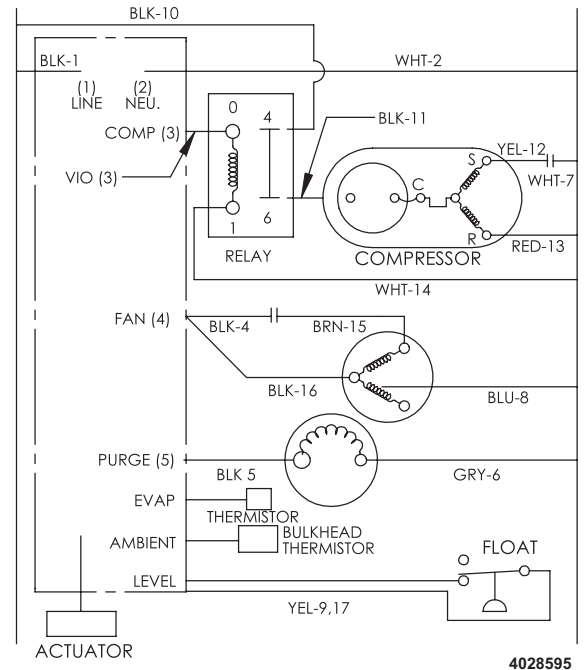 BLK-10
BLK-1
WHT-2
(1) (2)
LINE NEU.
0
4
BLK-11
COMP (3)
VIO (3)
1
6
RELAY
S
YEL-12
WHT-7
C
R
RED-13
COMPRESSOR
WHT-14
FAN (4)
BLK-4
BRN-15
BLK-16
BLU-8
PURGE (5)
BLK 5
GRY-6
EVAP
THERMISTOR
AMBIENT
BULKHEAD
THERMISTOR
FLOAT
LEVEL
YEL-9,17
ACTUATOR
4028595